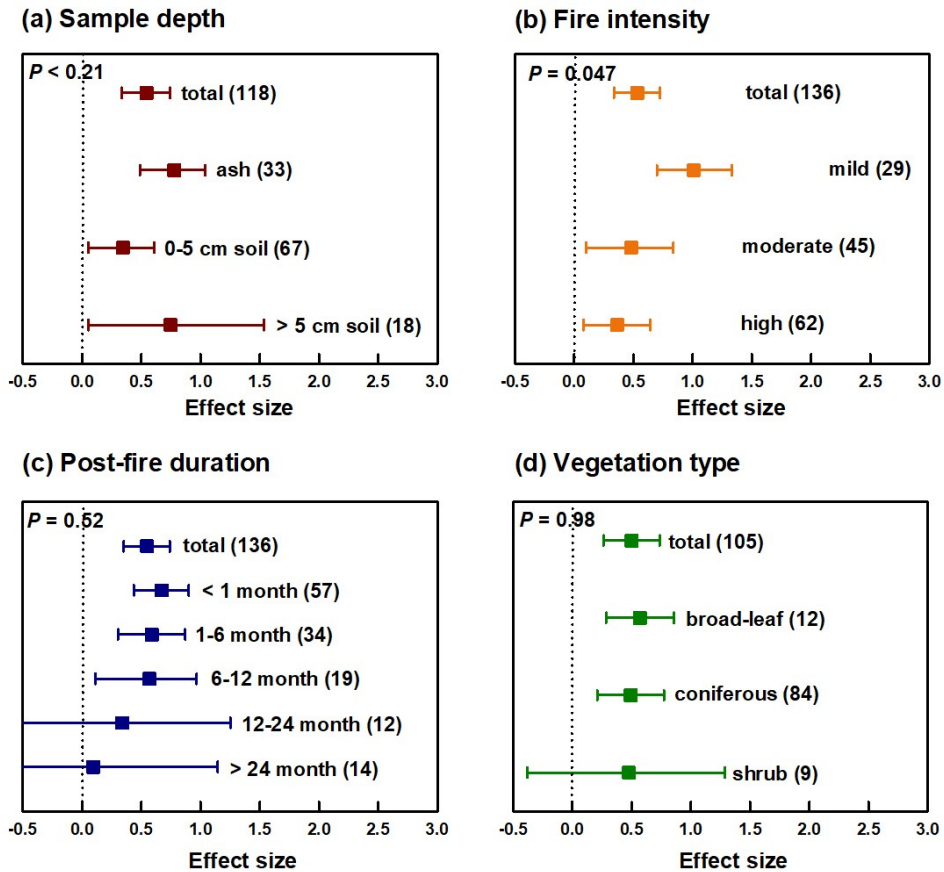 (a) Sample depth
P < 0.21
total (118)
ash (33)
0-5 cm soil (67)
> 5 cm soil (18)
-0.5 0.0 0.5 1.0 1.5 2.0 2.5 3.0
Effect size
(b) Fire intensity
P = 0.047
total (136)
mild (29)
moderate (45)
high (62)
-0.5 0.0 0.5 1.0 1.5 2.0 2.5 3.0
Effect size
(c) Post-fire duration
P = 0.52
total (136)
< 1 month (57)
1-6 month (34)
6-12 month (19)
12-24 month (12)
> 24 month (14)
-0.5 0.0 0.5 1.0 1.5 2.0 2.5 3.0
Effect size
(d) Vegetation type
P = 0.98
total (105)
broad-leaf (12)
coniferous (84)
shrub (9)
-0.5 0.0 0.5 1.0 1.5 2.0 2.5 3.0
Effect size